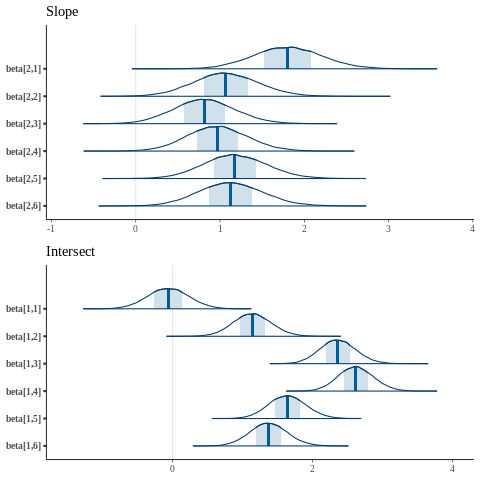 Slope
beta[2,1]
beta[2,2]
beta[2,3]
beta[2,4]
beta[2,5]
beta[2,6]
-1 0 1 2 3 4
Intersect
beta[1,1]
beta[1,2]
beta[1,3]
beta[1,4]
beta[1,5]
beta[1,6]
0 2 4